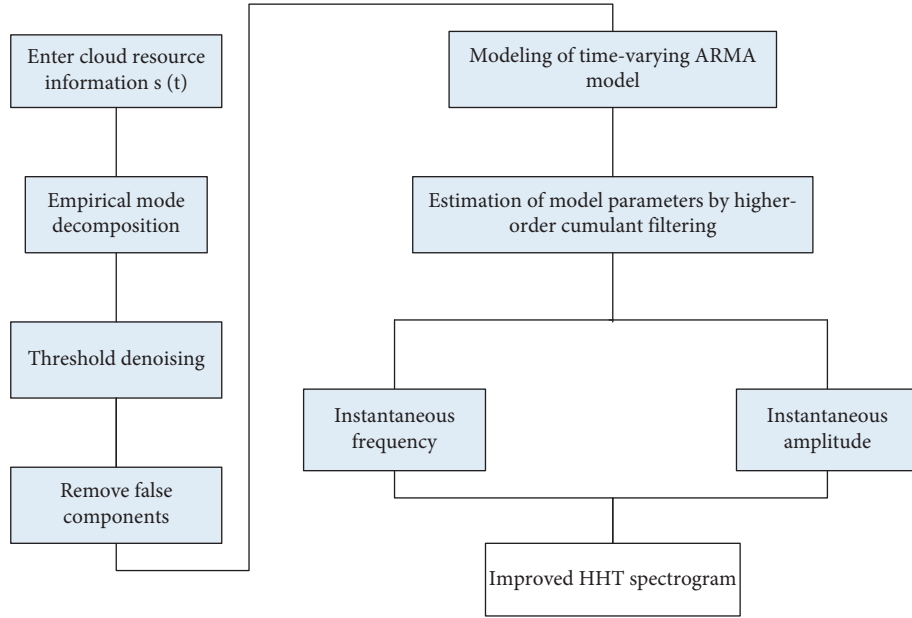 Enter cloud resource
information s (t)
Empirical mode
decomposition
Threshold denoising
Remove false
components
Modeling of time-varying ARMA
model
Estimation of model parameters by higher-
order cumulant filtering
Instantaneous
frequency
Instantaneous
amplitude
Improved HHT spectrogram